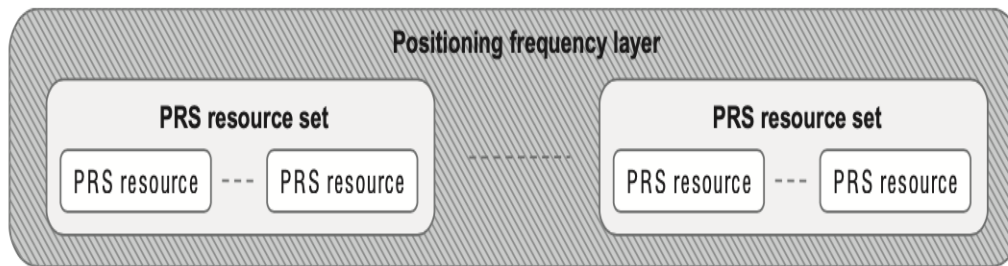 Positioning frequency layer
PRS resource set PRS resource set
PRS resource PRS resource PRS resource PRS resource